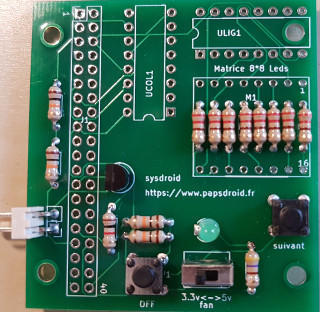 1
ULIG1
UCOL1
Matrice 8*8 Leds
M1
1
J1
16
sysdroid
https://www.papsdroid.fr
suivant
40
OFF
3.3v<->5v
fan